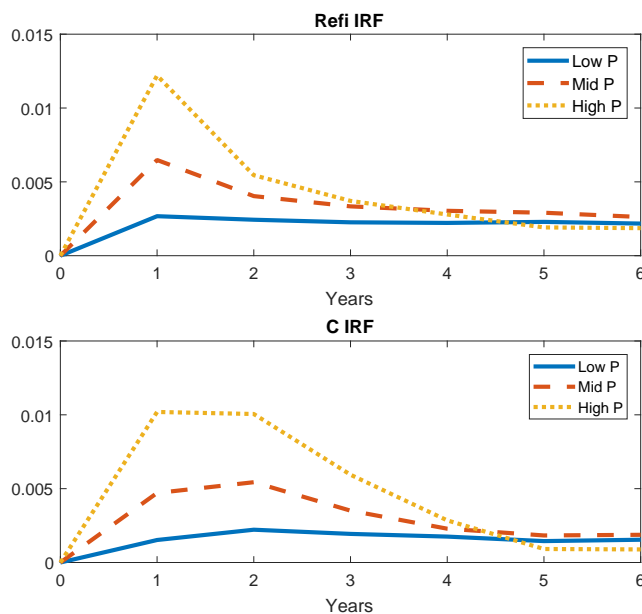 Refi IRF
0.015
0.01
0.005
0
0 1 2 3 4 5 6
Years
Low P
Mid P
High P
C IRF
0.015
0.01
0.005
0
0 1 2 3 4 5 6
Years
Low P
Mid P
High P